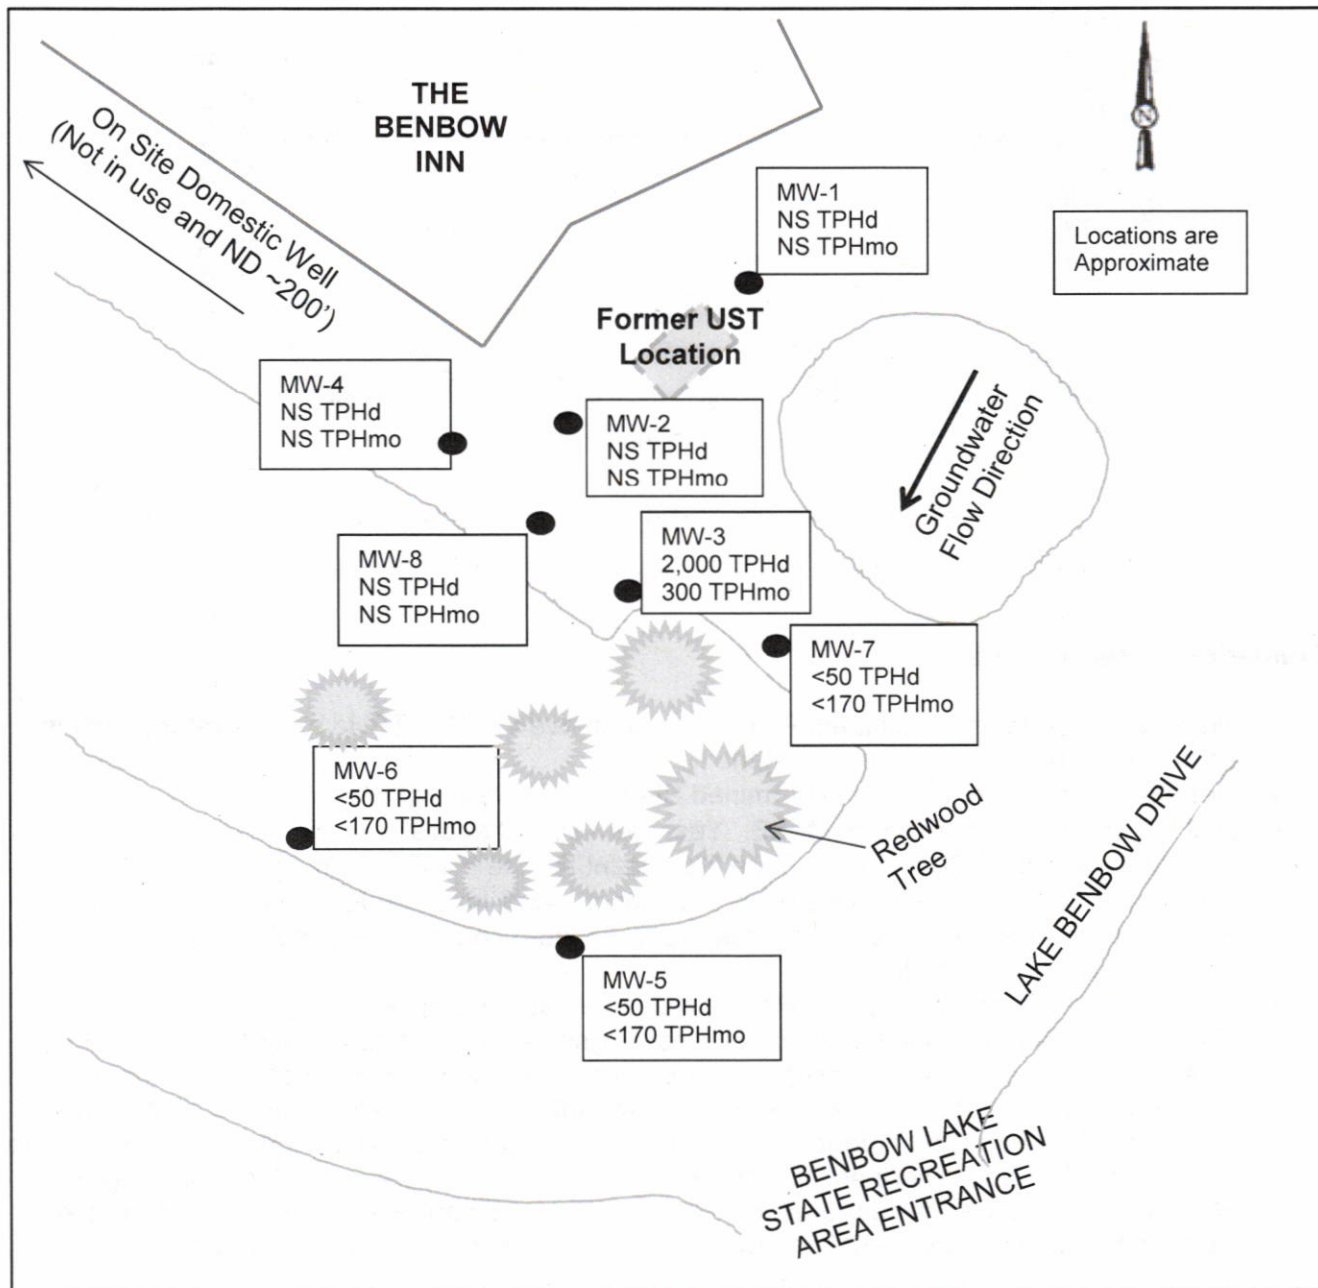 THE
BENBOW
INN
On Site Domestic Well
(Not in use and ND ~200')
N
MW-1
NS TPHd
NS TPHmo
Locations are
Approximate
Former UST
Location
MW-4
NS TPHd
NS TPHmo
MW-2
NS TPHd
NS TPHmo
Groundwater
Flow Direction
MW-8
NS TPHd
NS TPHmo
MW-3
2,000 TPHd
300 TPHmo
MW-7
<50 TPHd
<170 TPHmo
MW-6
<50 TPHd
<170 TPHmo
Redwood
Tree
LAKE BENBOW DRIVE
MW-5
<50 TPHd
<170 TPHmo
BENBOW LAKE
STATE RECREATION
AREA ENTRANCE